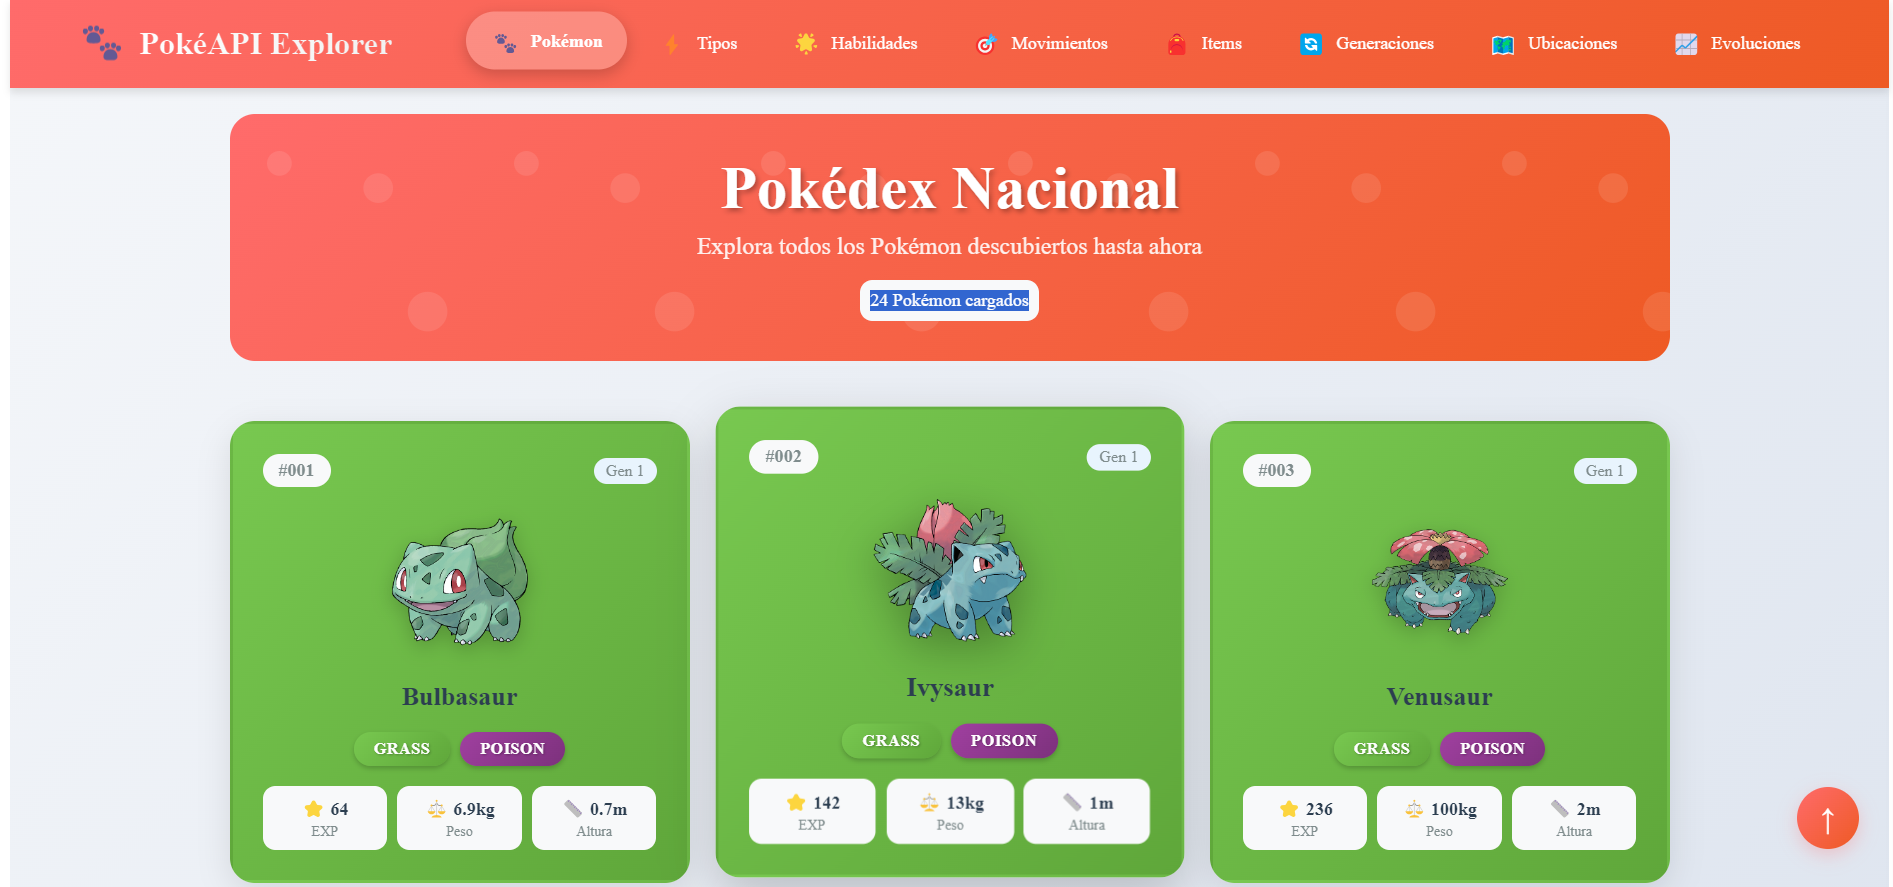 PokéAPI Explorer
Pokémon
Tipos
Habilidades
Movimientos
Items
Generaciones
Ubicaciones
Evoluciones
Pokédex Nacional
Explora todos los Pokémon descubiertos hasta ahora
24 Pokémon cargados
#001
Gen 1
Bulbasaur
GRASS
POISON
64
EXP
6.9kg
Peso
0.7m
Altura
#002
Gen 1
Ivysaur
GRASS
POISON
142
EXP
13kg
Peso
1m
Altura
#003
Gen 1
Venusaur
GRASS
POISON
236
EXP
100kg
Peso
2m
Altura
↑